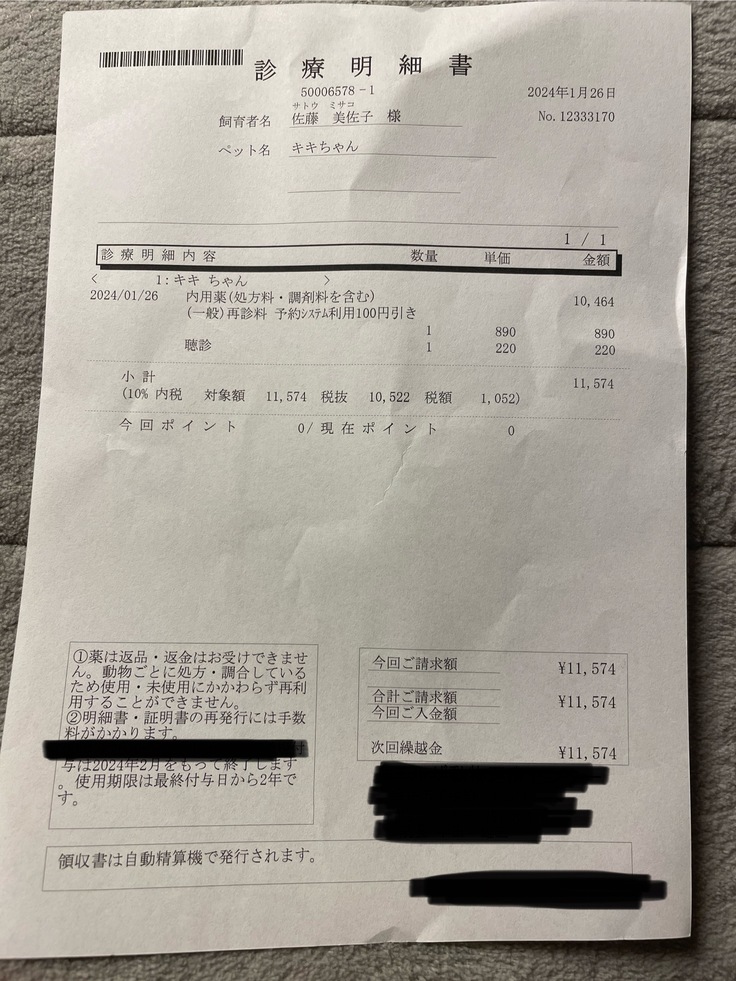 診療明細書
50006578-1
2024年1月26日
サトウ ミサコ
飼育者名 佐藤 美佐子 様
No.12333170
ペット名 キキちゃん
1 / 1
診療明細内容 数量 単価 金額
< 1:キキ ちゃん >
2024/01/26 内用薬(処方料・調剤料を含む) 10,464
(一般)再診料 予約ｼｽﾃﾑ利用100円引き
1 890 890
聴診 1 220 220
小計 11,574
(10% 内税 対象額 11,574 税抜 10,522 税額 1,052)
今回ポイント 0/現在ポイント 0
①薬は返品・返金はお受けできませ
ん。動物ごとに処方・調合している
ため使用・未使用にかかわらず再利
用することができません。
②明細書・証明書の再発行には手数
料がかかります。
与は2024年2月をもって終了します
。使用期限は最終付与日から2年で
す。
今回ご請求額 ¥11,574
合計ご請求額 ¥11,574
今回ご入金額
次回繰越金 ¥11,574
領収書は自動精算機で発行されます。